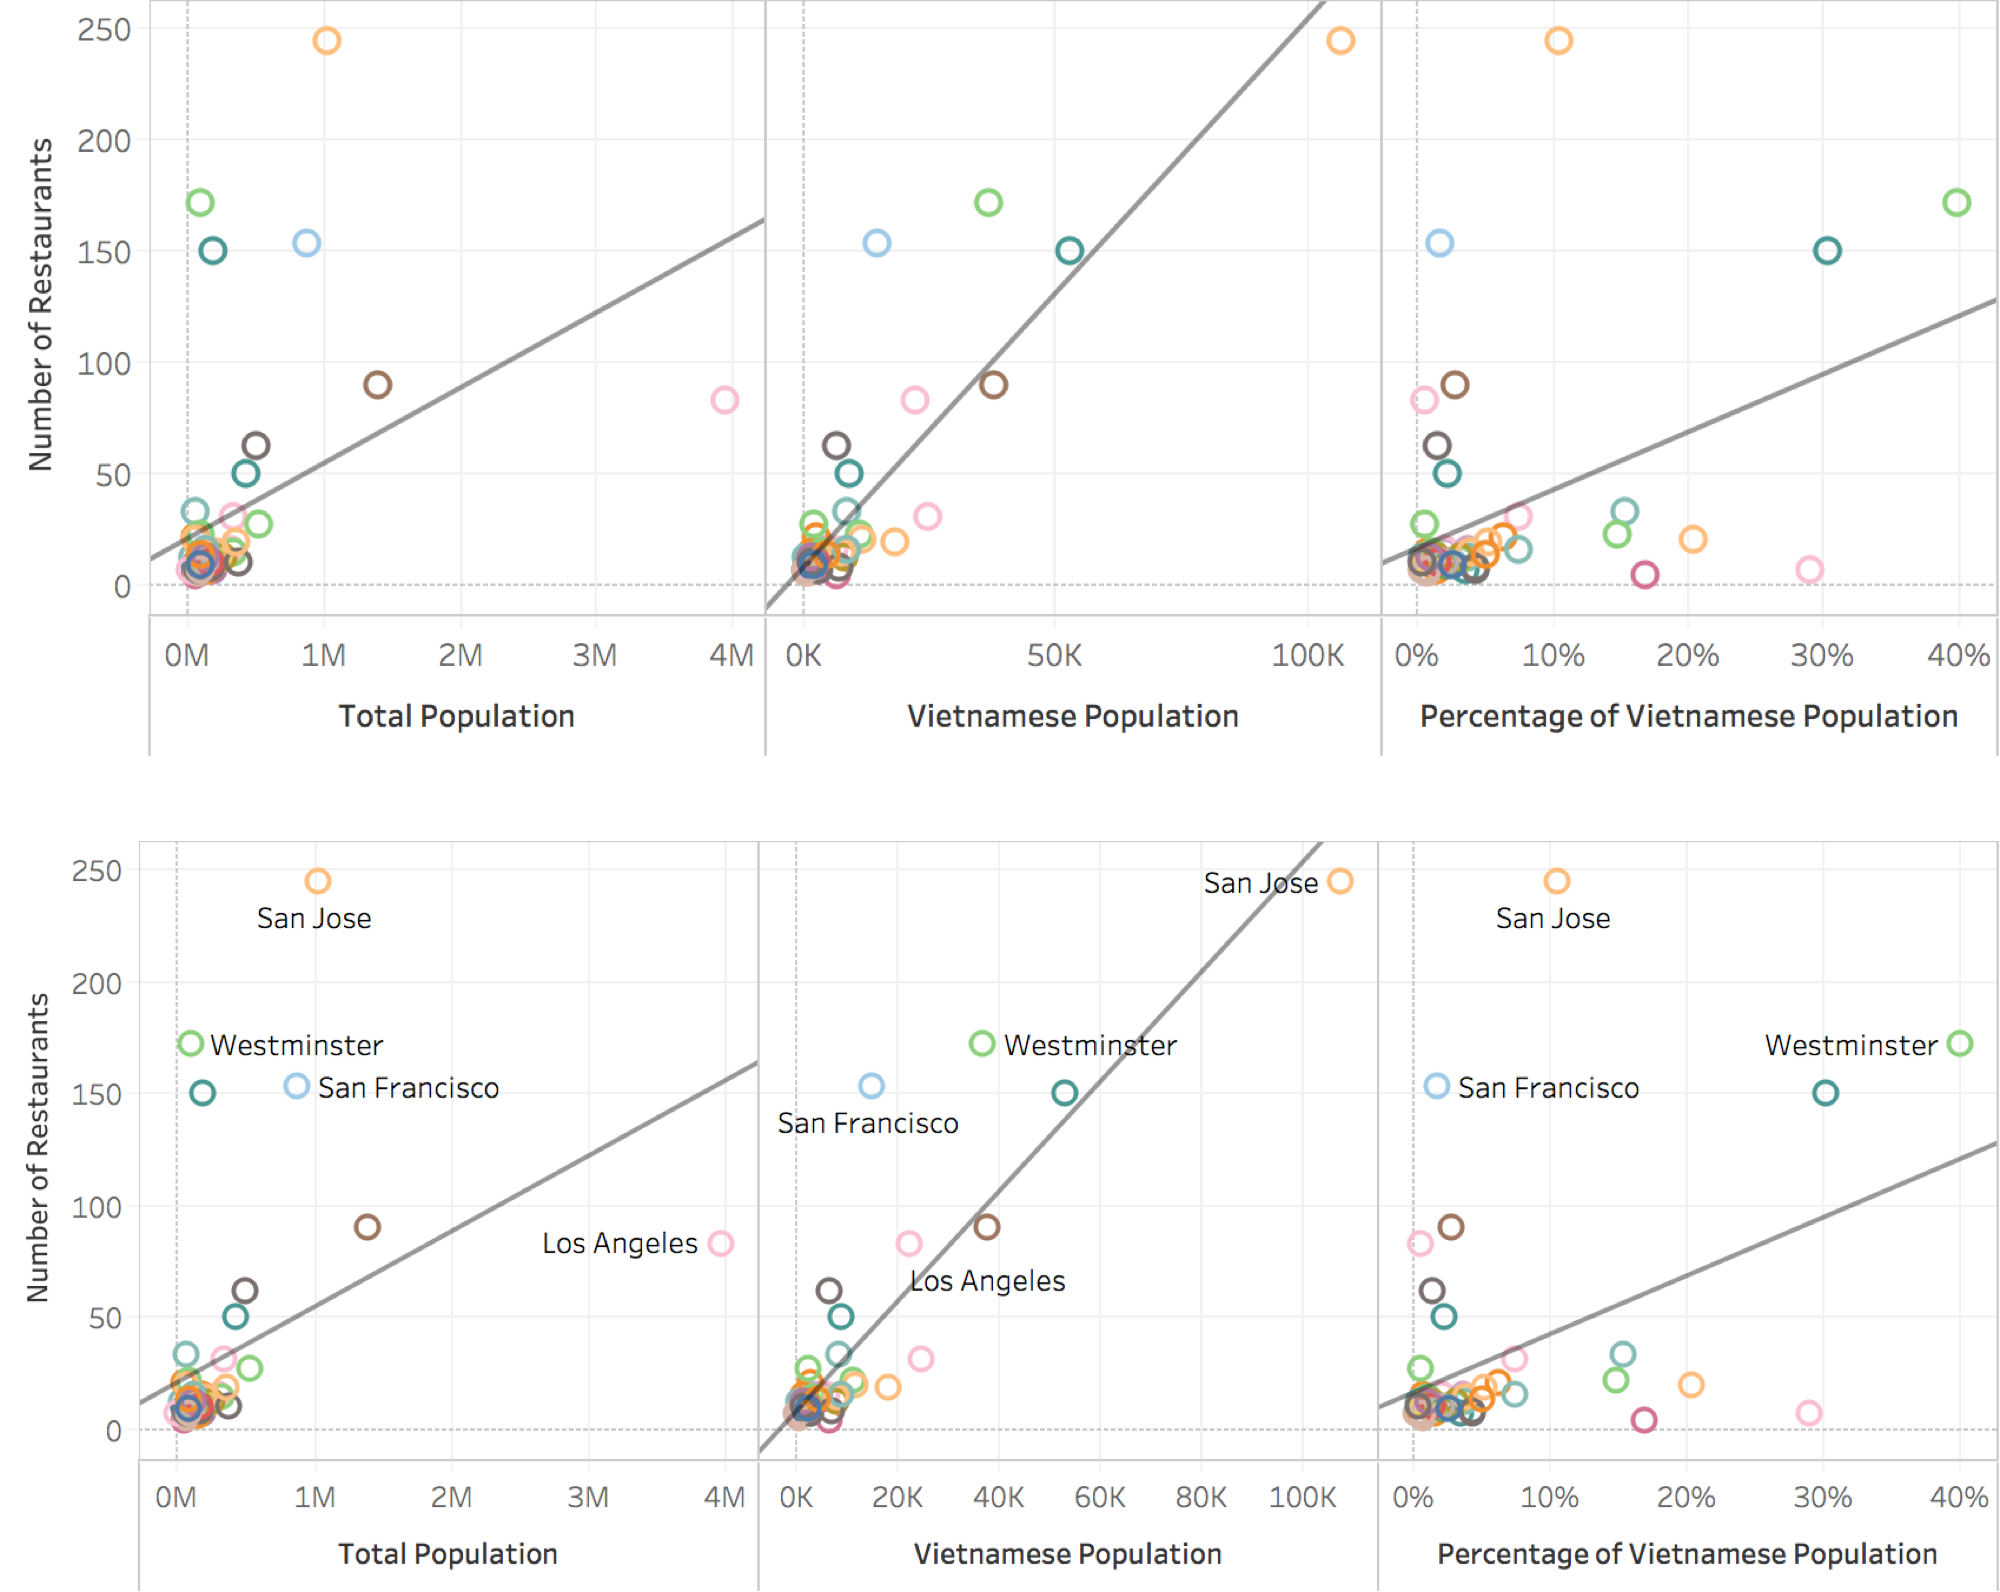 250
200
150
100
50
0
Number of Restaurants
0M 1M 2M 3M 4M 0K 50K 100K 0% 10% 20% 30% 40%
Total Population Vietnamese Population Percentage of Vietnamese Population
250
200
150
100
50
0
Number of Restaurants
San Jose
Westminster
San Francisco
Los Angeles
San Jose
Westminster
San Francisco
Los Angeles
San Jose
Westminster
San Francisco
0M 1M 2M 3M 4M 0K 20K 40K 60K 80K 100K 0% 10% 20% 30% 40%
Total Population Vietnamese Population Percentage of Vietnamese Population